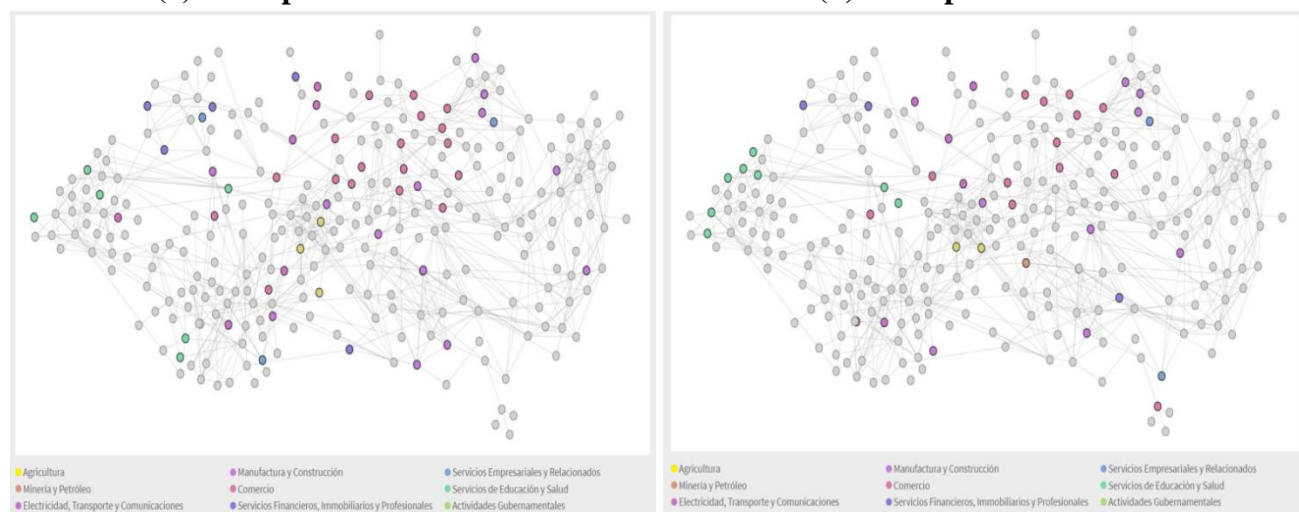 Agricultura
Manufactura y Construcción
Servicios Empresariales y Relacionados
Minería y Petróleo
Comercio
Servicios de Educación y Salud
Electricidad, Transporte y Comunicaciones
Servicios Financieros, Immobiliarios y Profesionales
Actividades Gubernamentales
Agricultura
Manufactura y Construcción
Servicios Empresariales y Relacionados
Minería y Petróleo
Comercio
Servicios de Educación y Salud
Electricidad, Transporte y Comunicaciones
Servicios Financieros, Immobiliarios y Profesionales
Actividades Gubernamentales